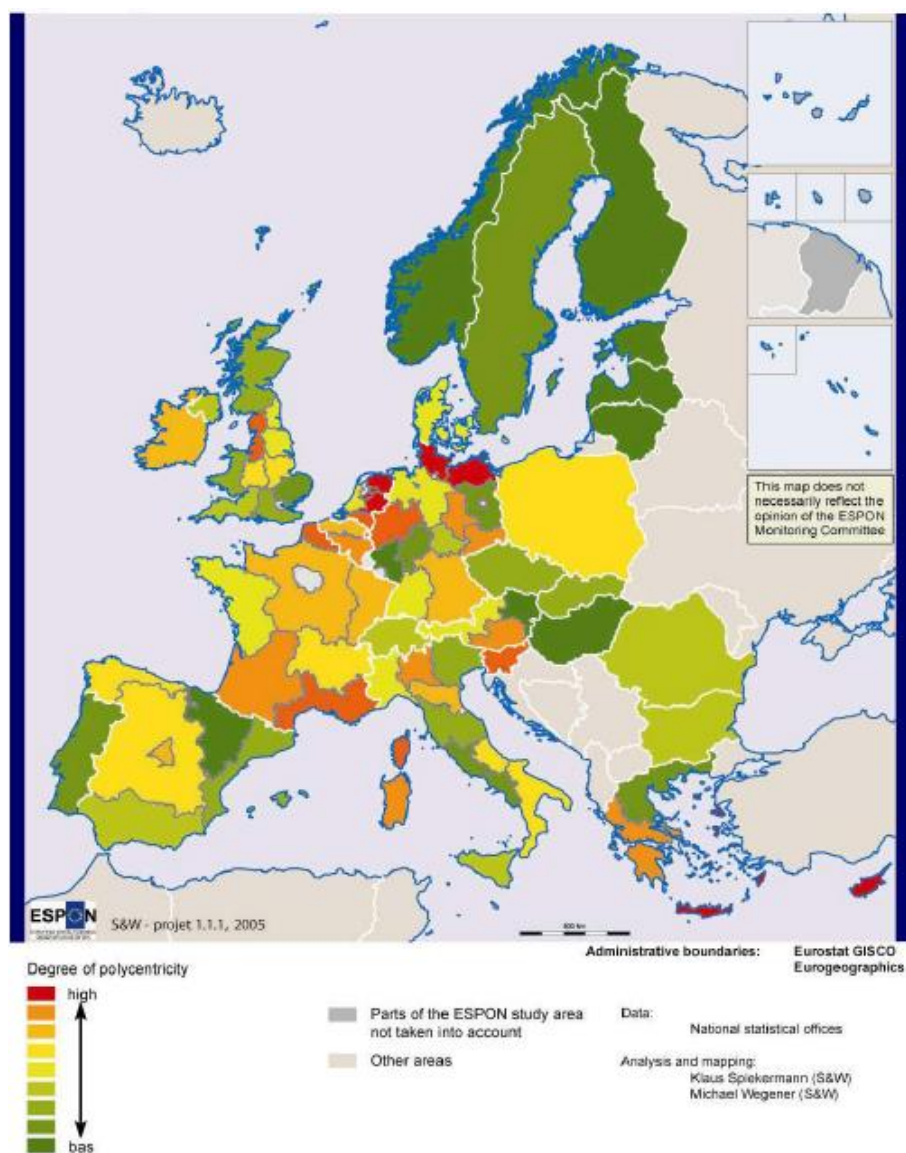 This map does not
necessarily reflect the
opinion of the ESPON
Monitoring Committee
ESPON
S&W - projet 1.1.1, 2005
Administrative boundaries: Eurostat GISCO
Eurogeographics
Degree of polycentricity
high
bas
Parts of the ESPON study area
not taken into account
Other areas
Data:
National statistical offices
Analysis and mapping:
Klaus Spiekermann (S&W)
Michael Wegener (S&W)